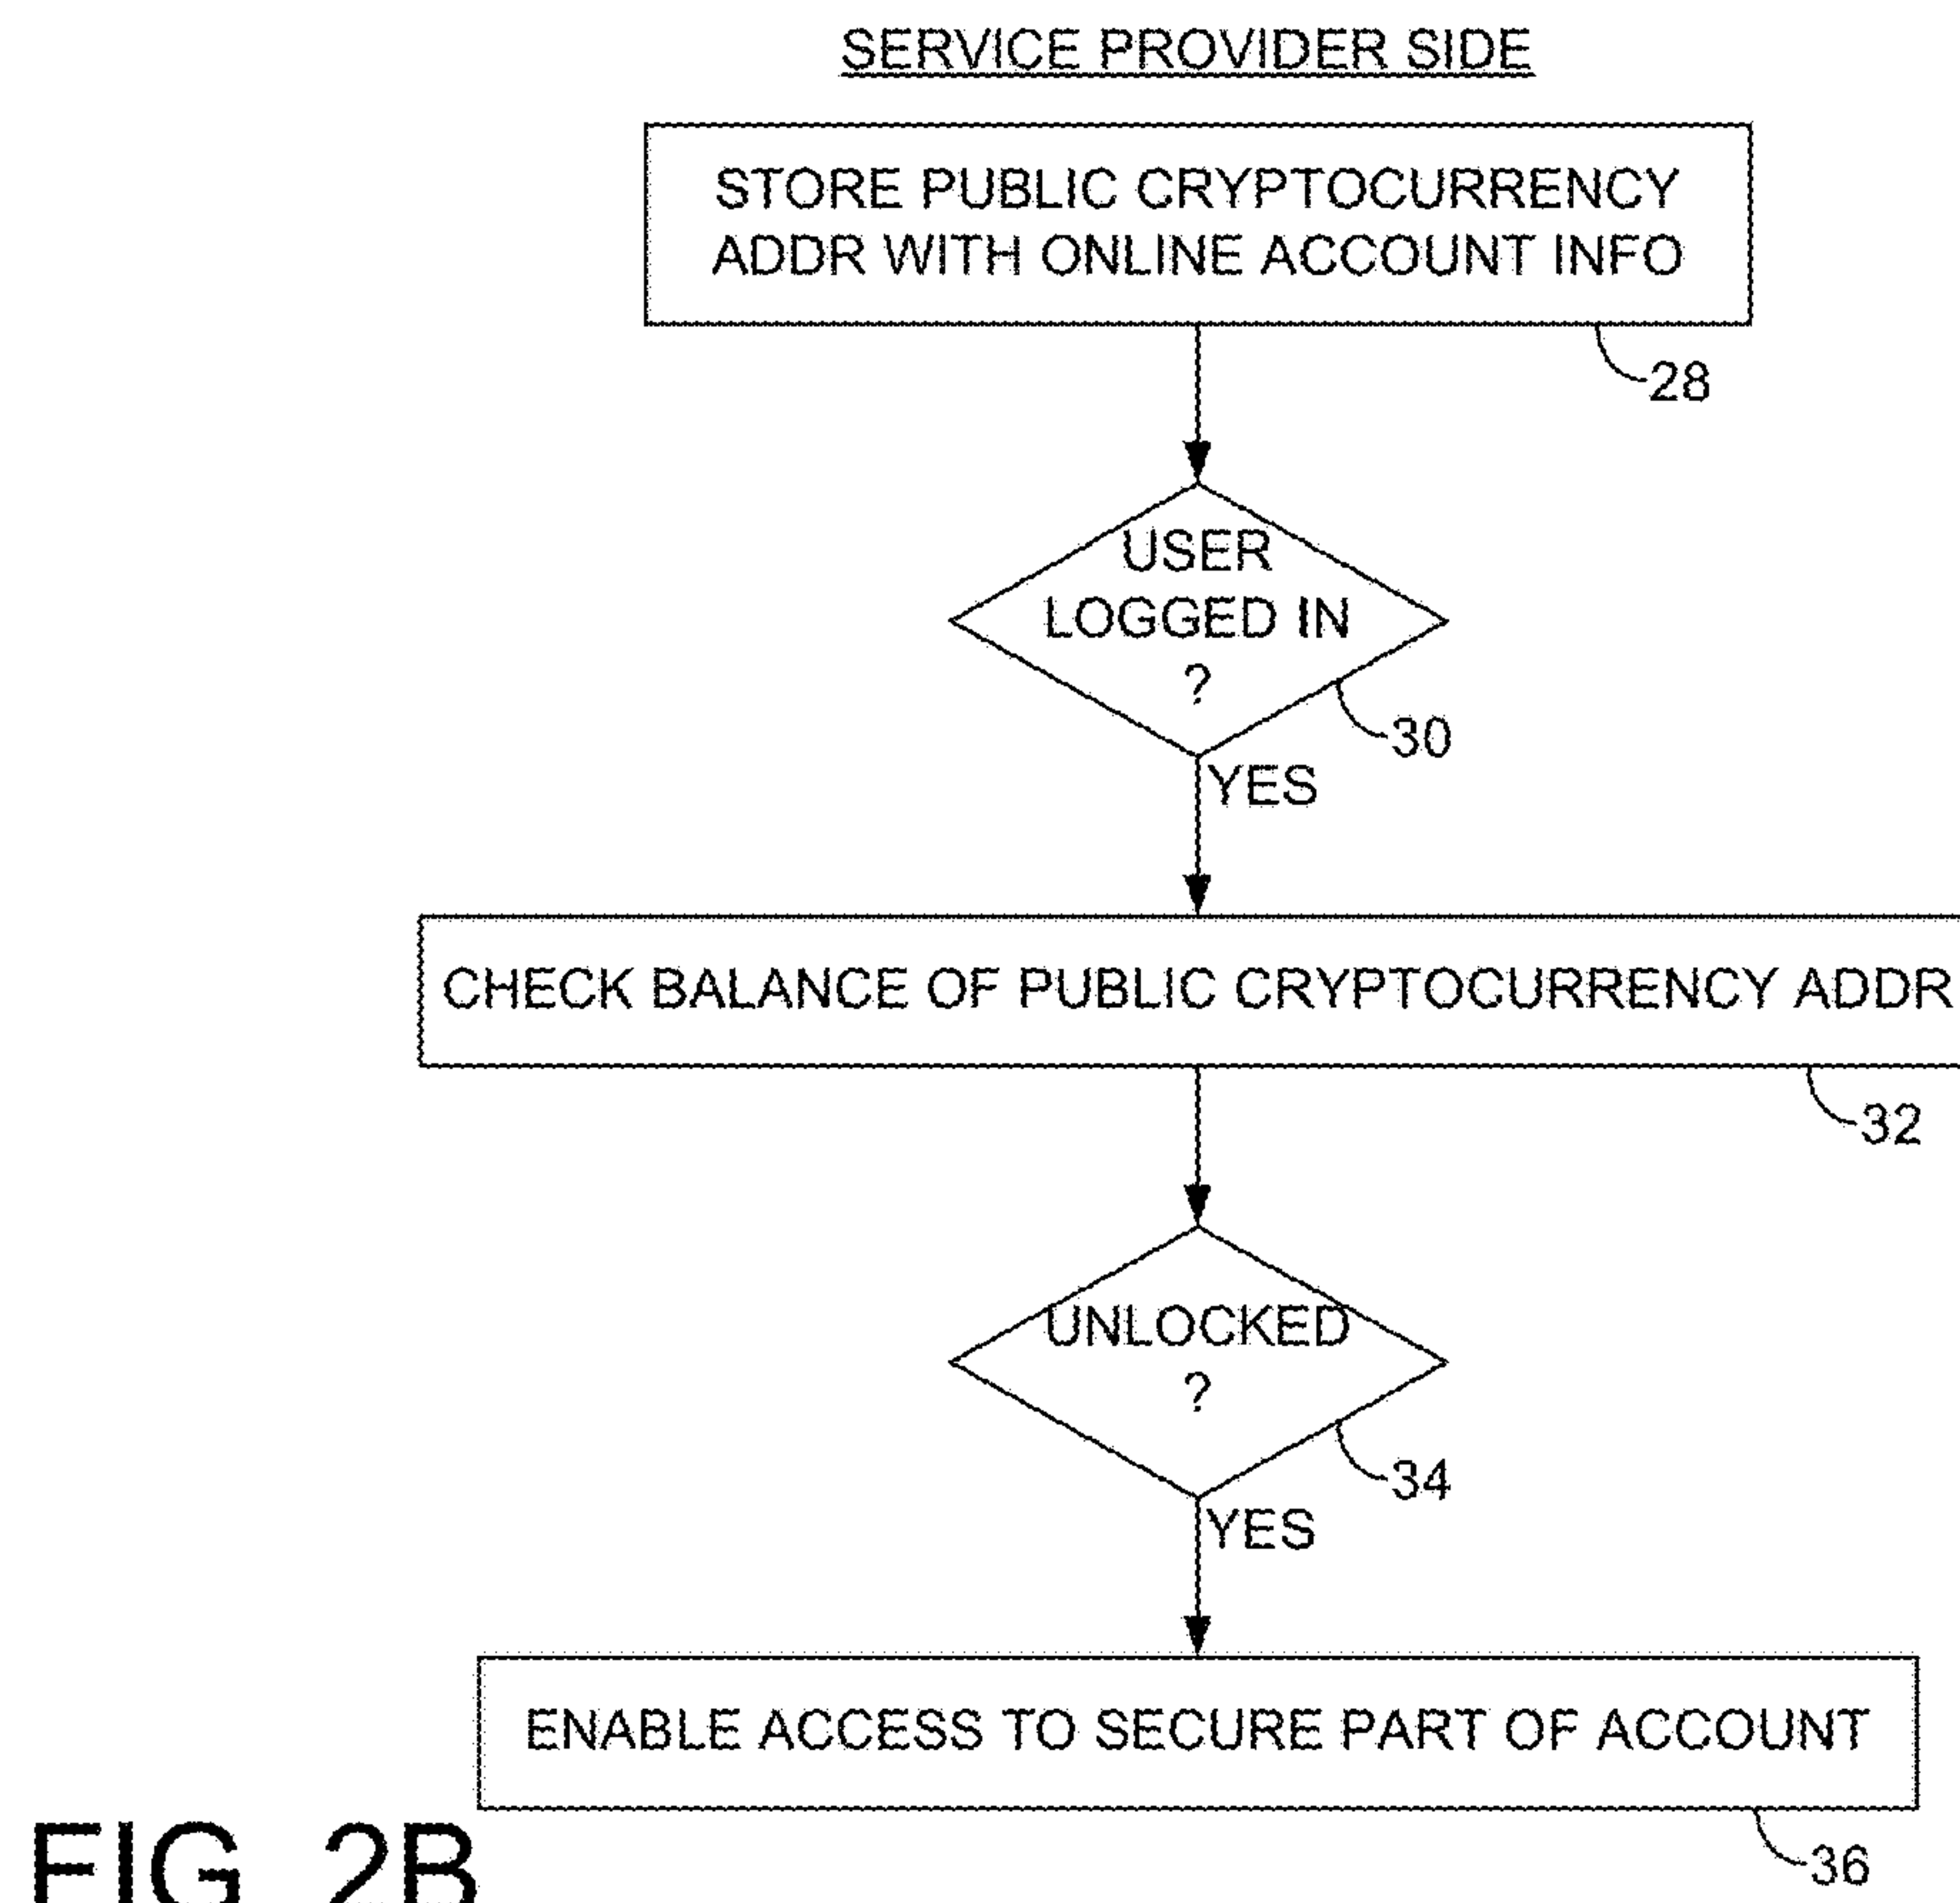 SERVICE PROVIDER SIDE
STORE PUBLIC CRYPTOCURRENCY
ADDR WITH ONLINE ACCOUNT INFO
28
USER
LOGGED IN
?
30
YES
CHECK BALANCE OF PUBLIC CRYPTOCURRENCY ADDR
32
UNLOCKED
?
34
YES
ENABLE ACCESS TO SECURE PART OF ACCOUNT
36
FIG. 2B